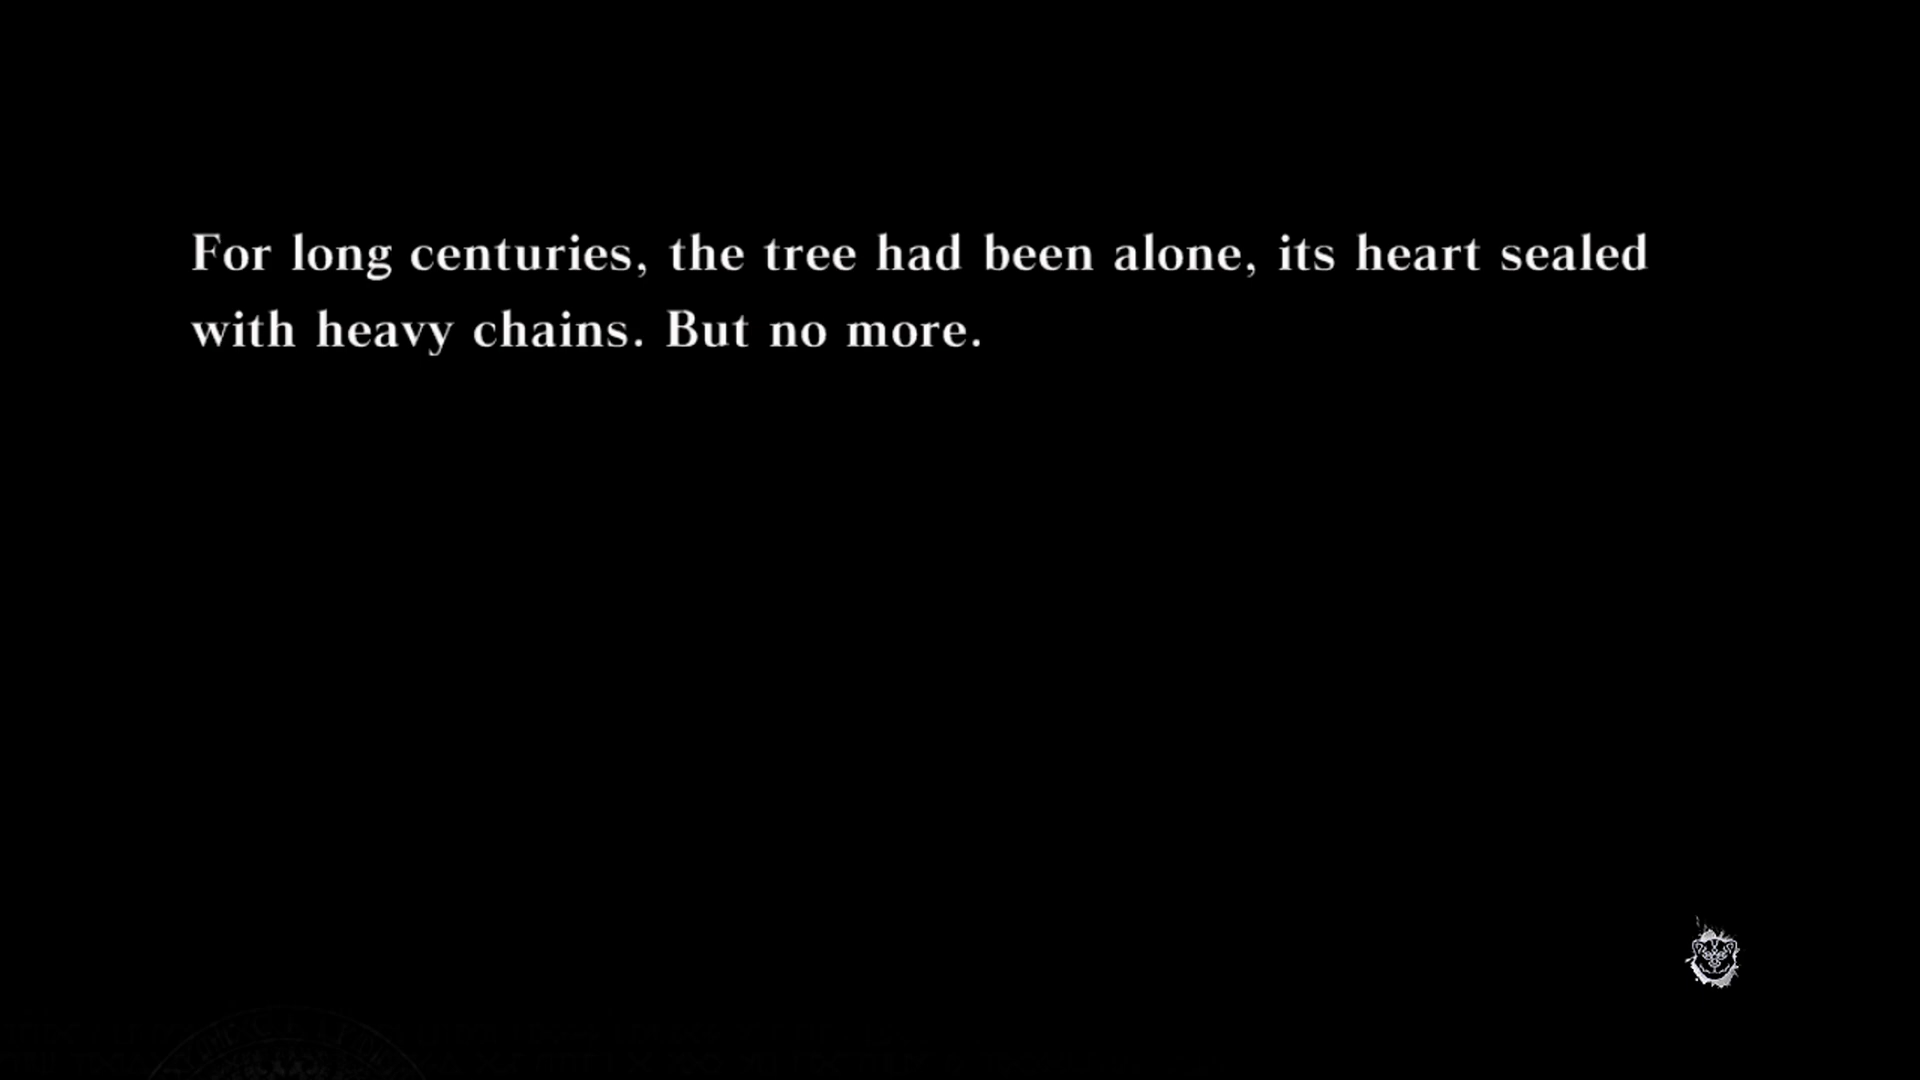 For long centuries, the tree had been alone, its heart sealed
with heavy chains. But no more.